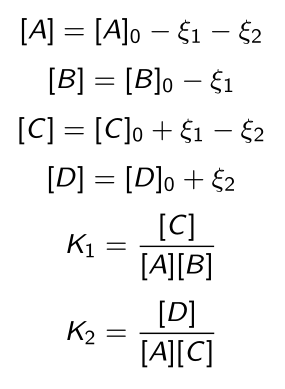 [A] = [A]₀ − ξ₁ − ξ₂
[B] = [B]₀ − ξ₁
[C] = [C]₀ + ξ₁ − ξ₂
[D] = [D]₀ + ξ₂
K₁ = [C] / [A][B]
K₂ = [D] / [A][C]